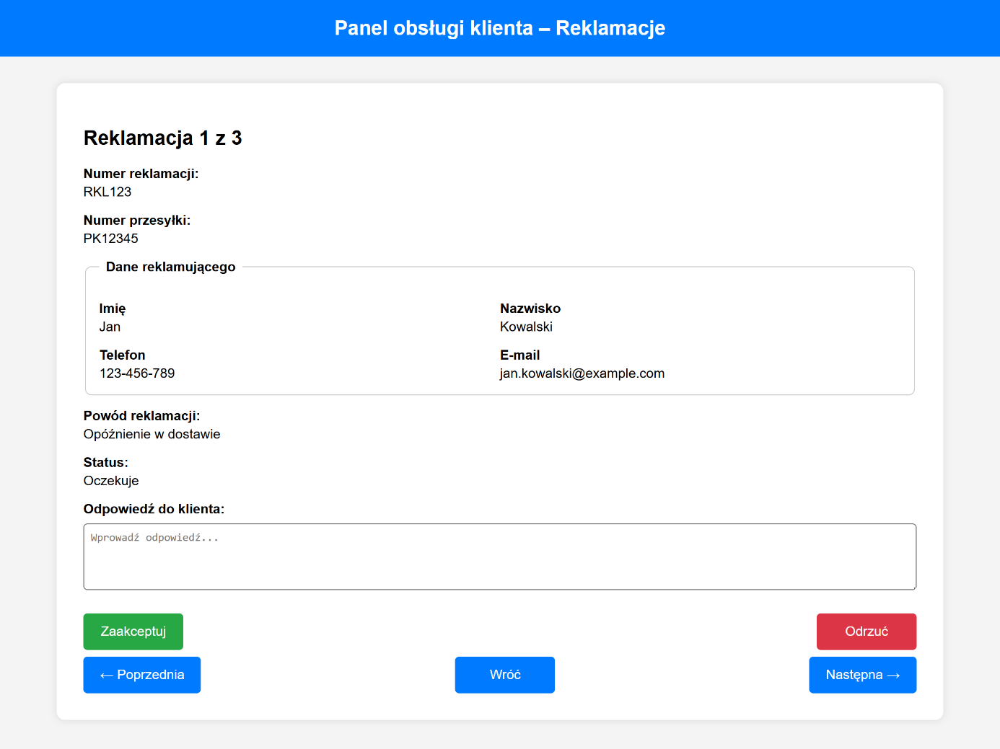 Panel obsługi klienta – Reklamacje
Reklamacja 1 z 3
Numer reklamacji:
RKL123
Numer przesyłki:
PK12345
Dane reklamującego
Imię
Nazwisko
Jan
Kowalski
Telefon
E-mail
123-456-789
jan.kowalski@example.com
Powód reklamacji:
Opóźnienie w dostawie
Status:
Oczekuje
Odpowiedź do klienta:
Wprowadź odpowiedź...
Zaakceptuj
Odrzuć
← Poprzednia
Wróć
Następna →